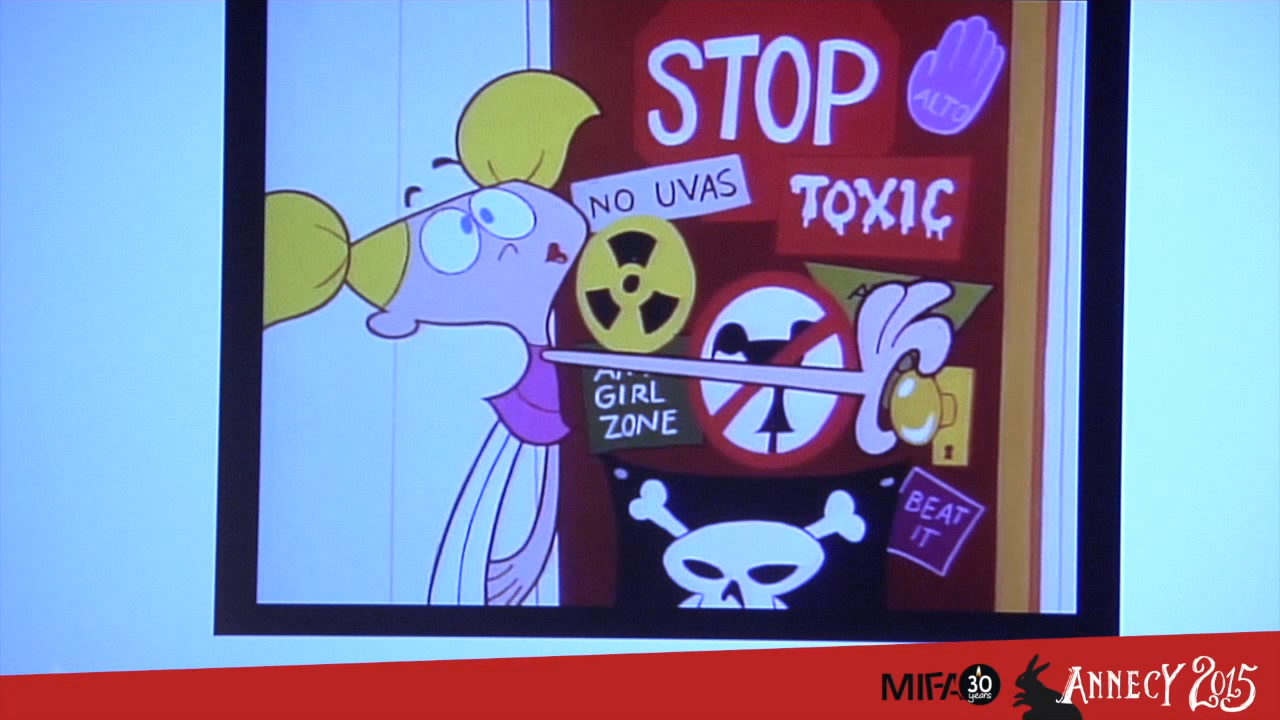 STOP
ALTO
NO UVAS
TOXIC
GIRL
ZONE
BEAT
IT
MIFA 30
years
ANNECY 2015